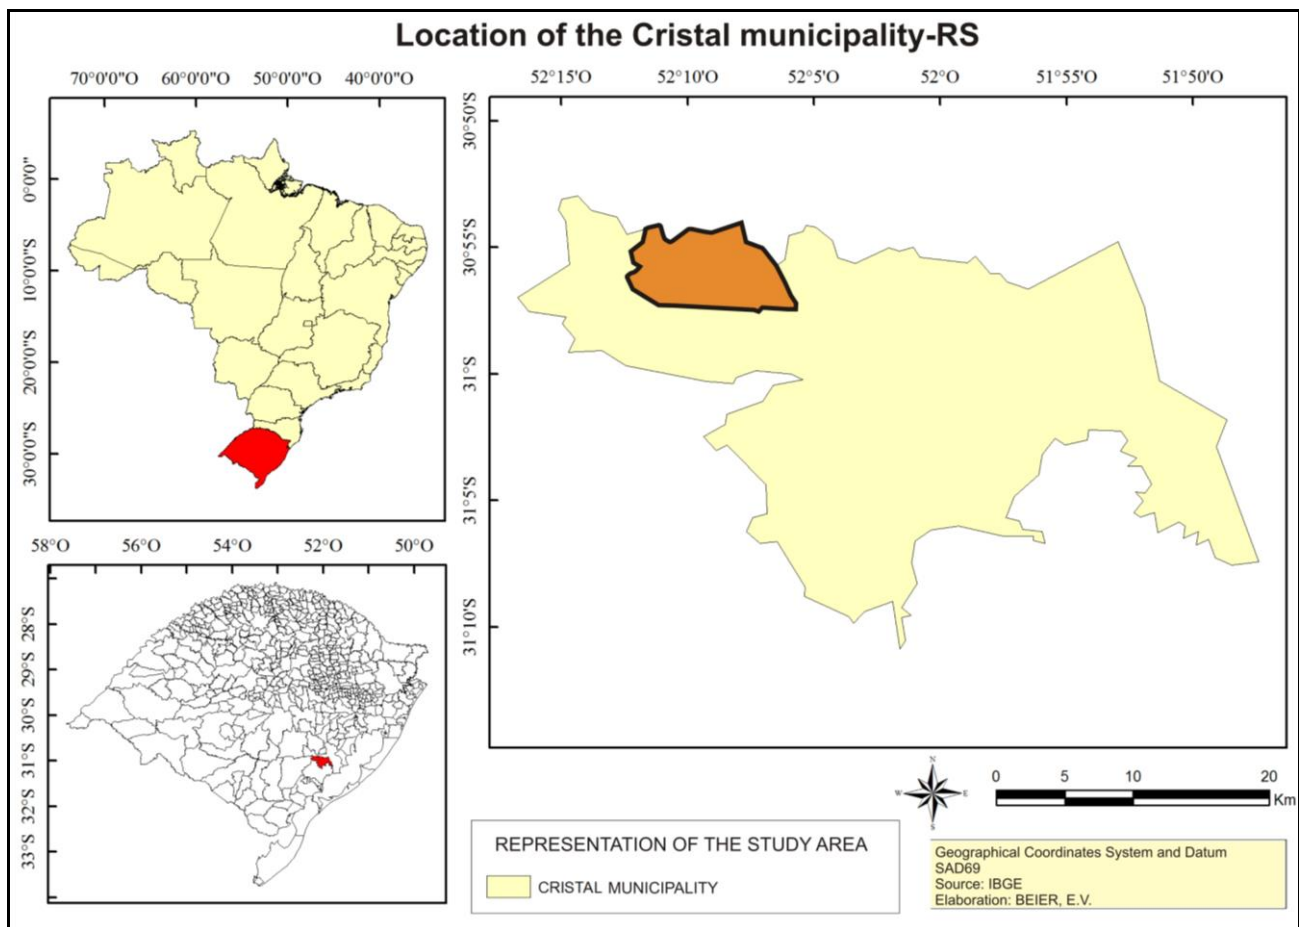 Location of the Cristal municipality-RS
70°0'0"O 60°0'0"O 50°0'0"O 40°0'0"O
0°0'0"
10°0'0"S
20°0'0"S
30°0'0"S
52°15'O 52°10'O 52°5'O 52°O 51°55'O 51°50'O
30°50'S
30°55'S
31°S
31°5'S
31°10'S
58°O 56°O 54°O 52°O 50°O
28°S
29°S
30°S
31°S
32°S
33°S
N
W E
S
0 5 10 20
Km
REPRESENTATION OF THE STUDY AREA
CRISTAL MUNICIPALITY
Geographical Coordinates System and Datum
SAD69
Source: IBGE
Elaboration: BEIER, E.V.